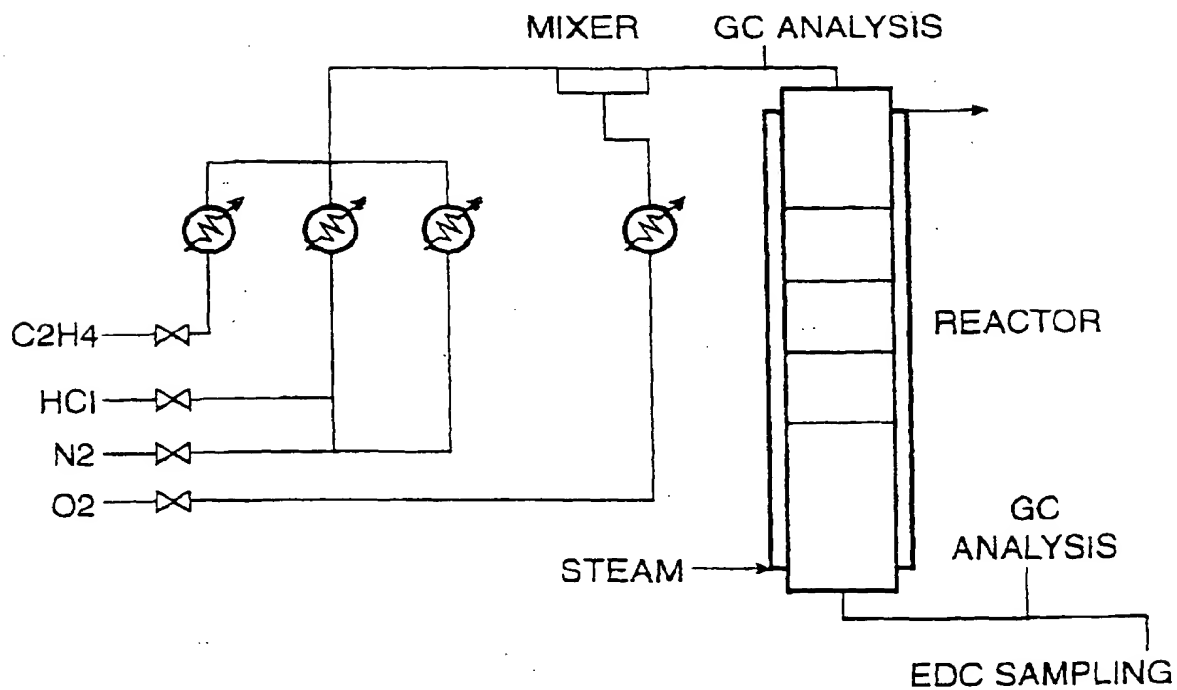 MIXER
GC ANALYSIS
C2H4
HCl
N2
O2
REACTOR
STEAM
GC
ANALYSIS
EDC SAMPLING